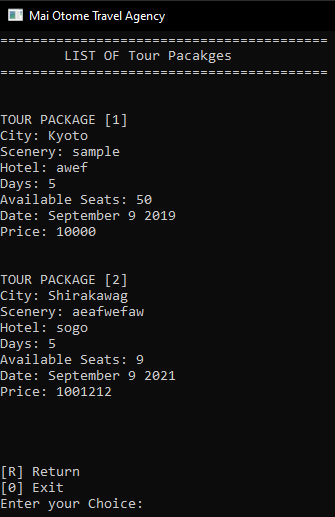 Mai Otome Travel Agency
=========================================
LIST OF Tour Pacakges
=========================================
TOUR PACKAGE [1]
City: Kyoto
Scenery: sample
Hotel: awef
Days: 5
Available Seats: 50
Date: September 9 2019
Price: 10000
TOUR PACKAGE [2]
City: Shirakawag
Scenery: aeafwefaw
Hotel: sogo
Days: 5
Available Seats: 9
Date: September 9 2021
Price: 1001212
[R] Return
[0] Exit
Enter your Choice: